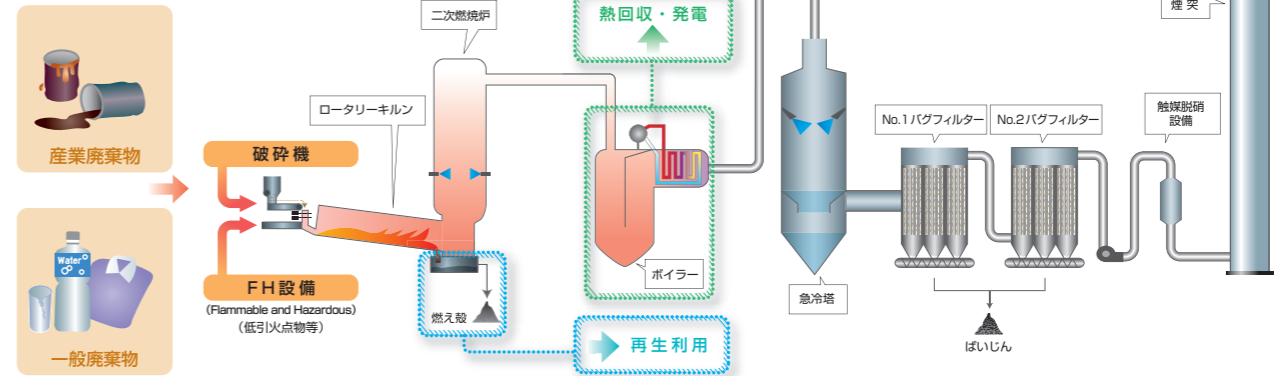 二次燃焼炉
熱回収・発電
煙 突
ロータリーキルン
No.1バグフィルター
No.2バグフィルター
触媒脱硝
設備
産業廃棄物
破砕機
Water
FH設備
(Flammable and Hazardous)
(低引火点物等)
一般廃棄物
燃え殻
ボイラー
再生利用
急冷塔
ばいじん